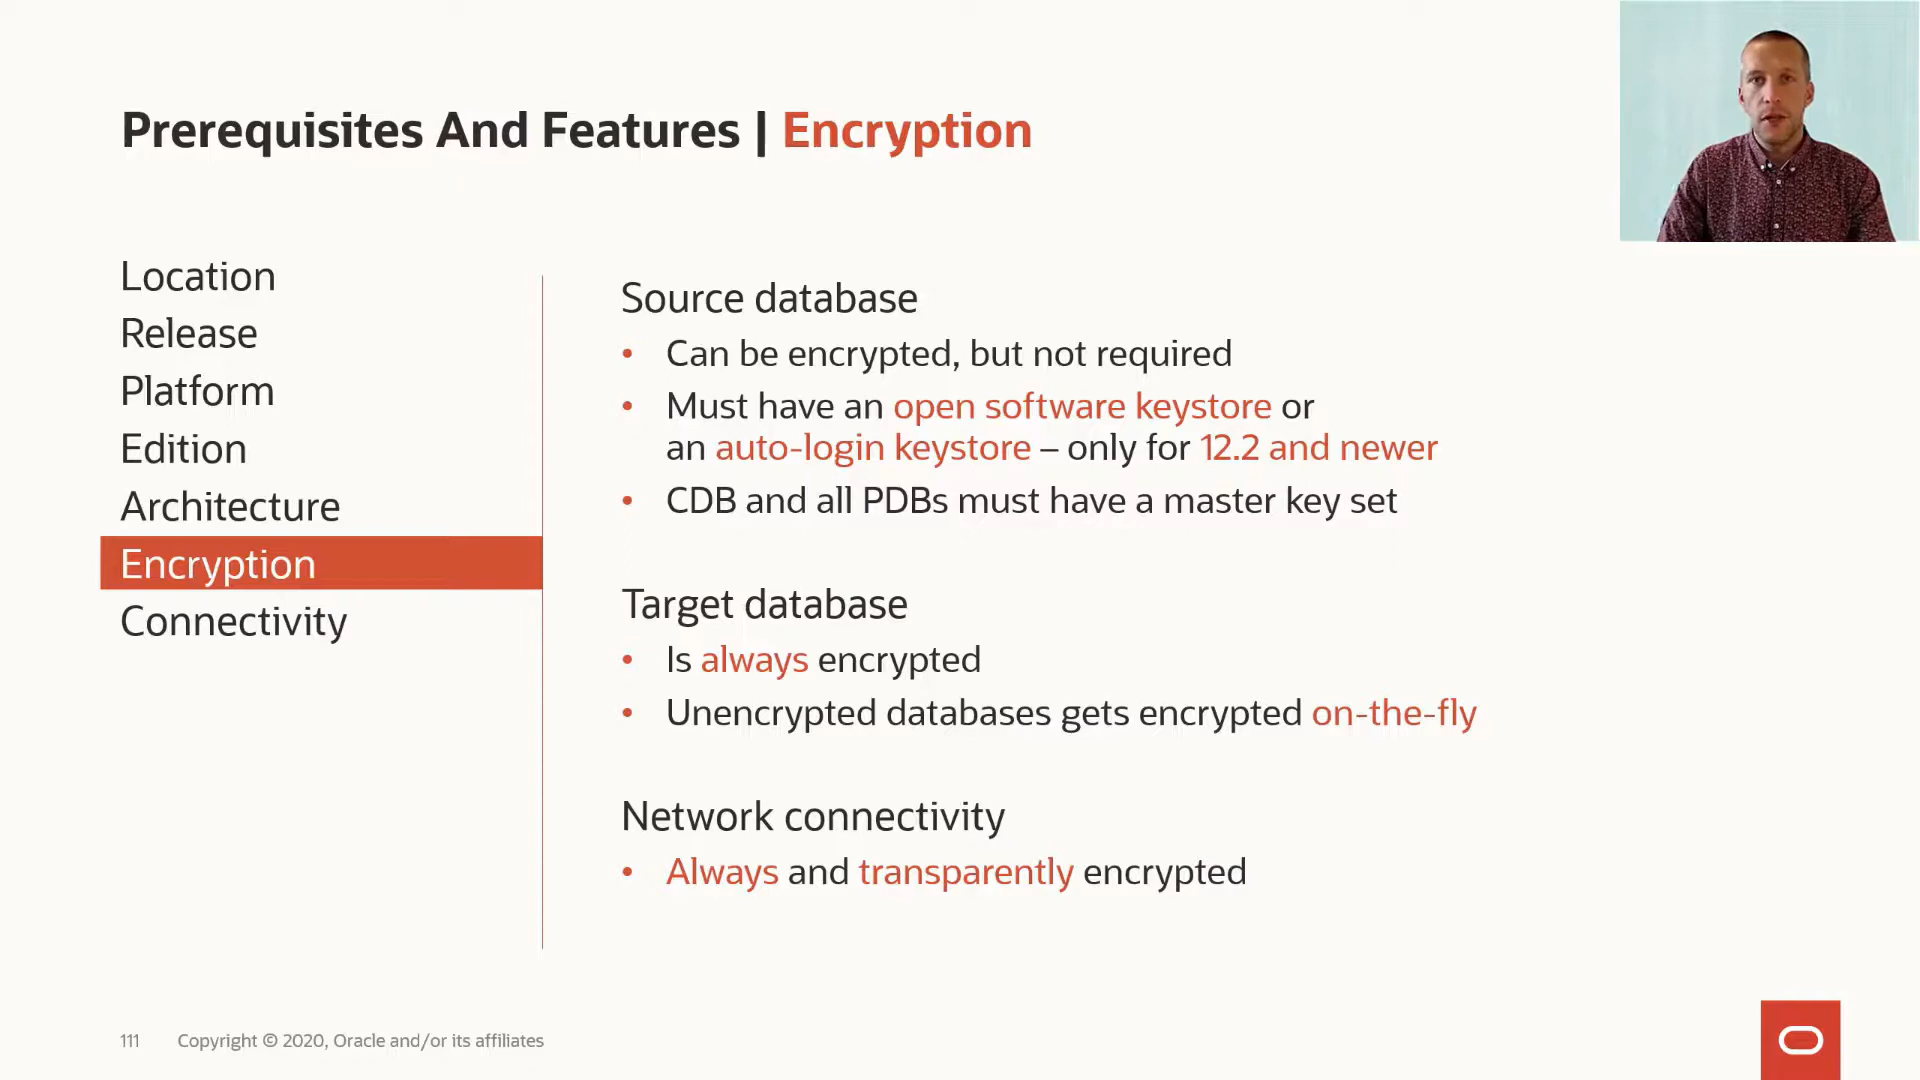 Prerequisites And Features | Encryption
Location
Release
Platform
Edition
Architecture
Encryption
Connectivity
Source database
• Can be encrypted, but not required
• Must have an open software keystore or
an auto-login keystore – only for 12.2 and newer
• CDB and all PDBs must have a master key set
Target database
• Is always encrypted
• Unencrypted databases gets encrypted on-the-fly
Network connectivity
• Always and transparently encrypted
111 Copyright © 2020, Oracle and/or its affiliates